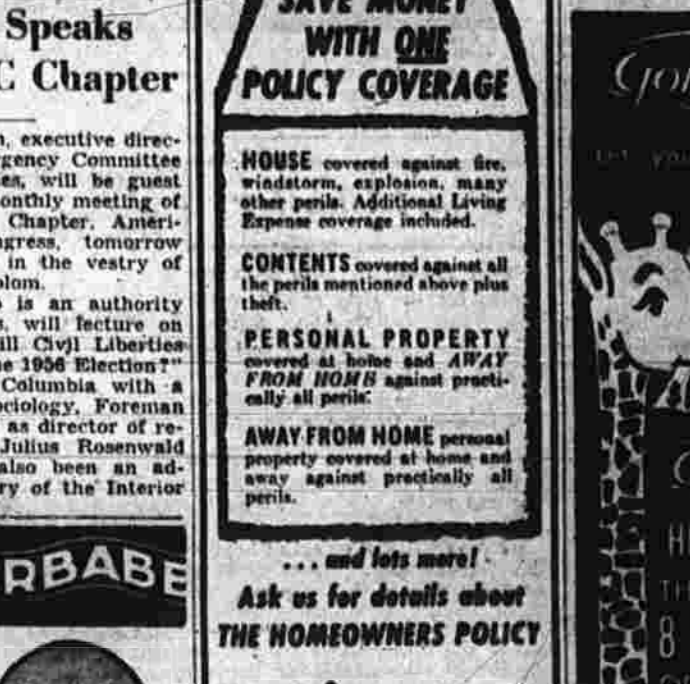 Speaks
C Chapter
n, executive direc-
rgency Committee
es, will be guest
onthly meeting of
Chapter, Ameri-
ngress, tomorrow
in the vestry of
olom.
is an authority
s, will lecture on
ill Civil Liberties
e 1956 Election?"
Columbia with a
ociology, Foreman
as director of re-
Julius Rosenwald
also been an ad-
ry of the Interior
RBABE
SAVE MONEY
WITH ONE
POLICY COVERAGE
HOUSE covered against fire,
windstorm, explosion, many
other perils. Additional Living
Expense coverage included.
CONTENTS covered against all
the perils mentioned above plus
theft.
PERSONAL PROPERTY
covered at home and AWAY
FROM HOME against practi-
cally all perils.
AWAY FROM HOME personal
property covered at home and
away against practically all
perils.
... and lots more!
Ask us for details about
THE HOMEOWNERS POLICY
8